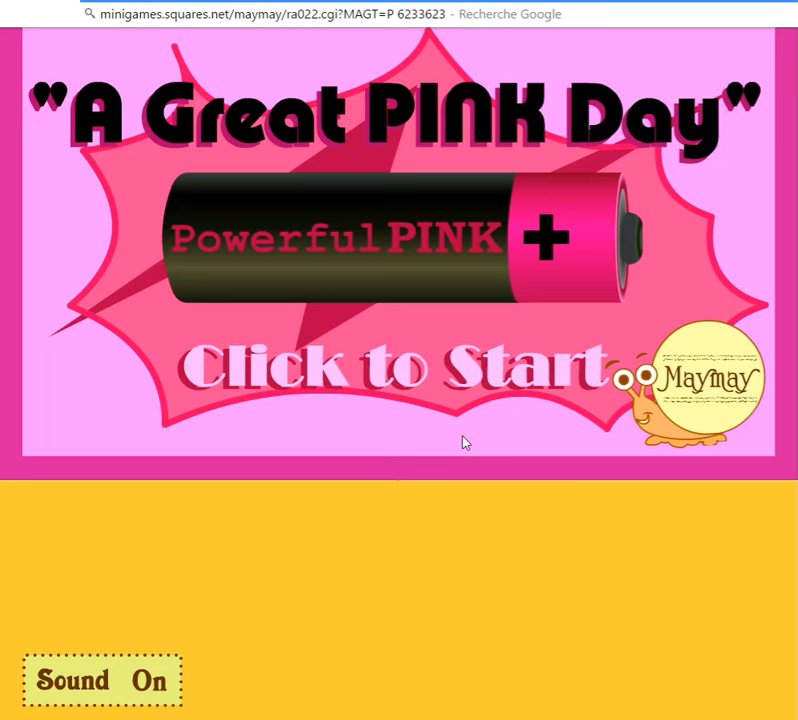 minigames.squares.net/maymay/ra022.cgi?MAGT=P 6233623 - Recherche Google
"A Great PINK Day"
Powerful PINK +
Click to Start
Maymay
Sound On